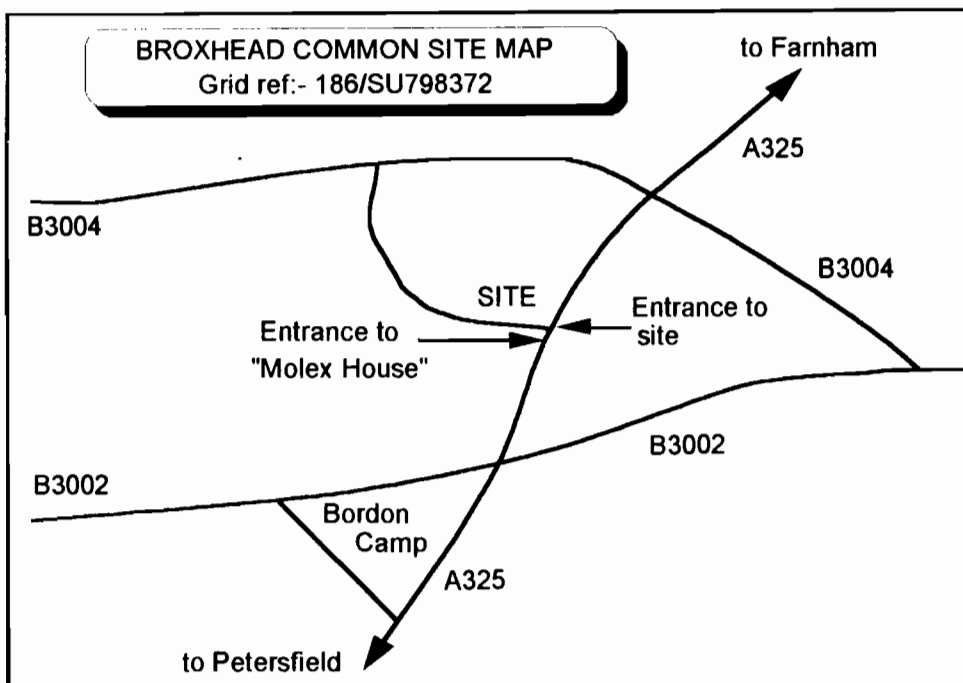 BROXHEAD COMMON SITE MAP
Grid ref:- 186/SU798372
to Farnham
A325
B3004
B3004
SITE
Entrance to
site
Entrance to
"Molex House"
B3002
B3002
Bordon
Camp
A325
to Petersfield